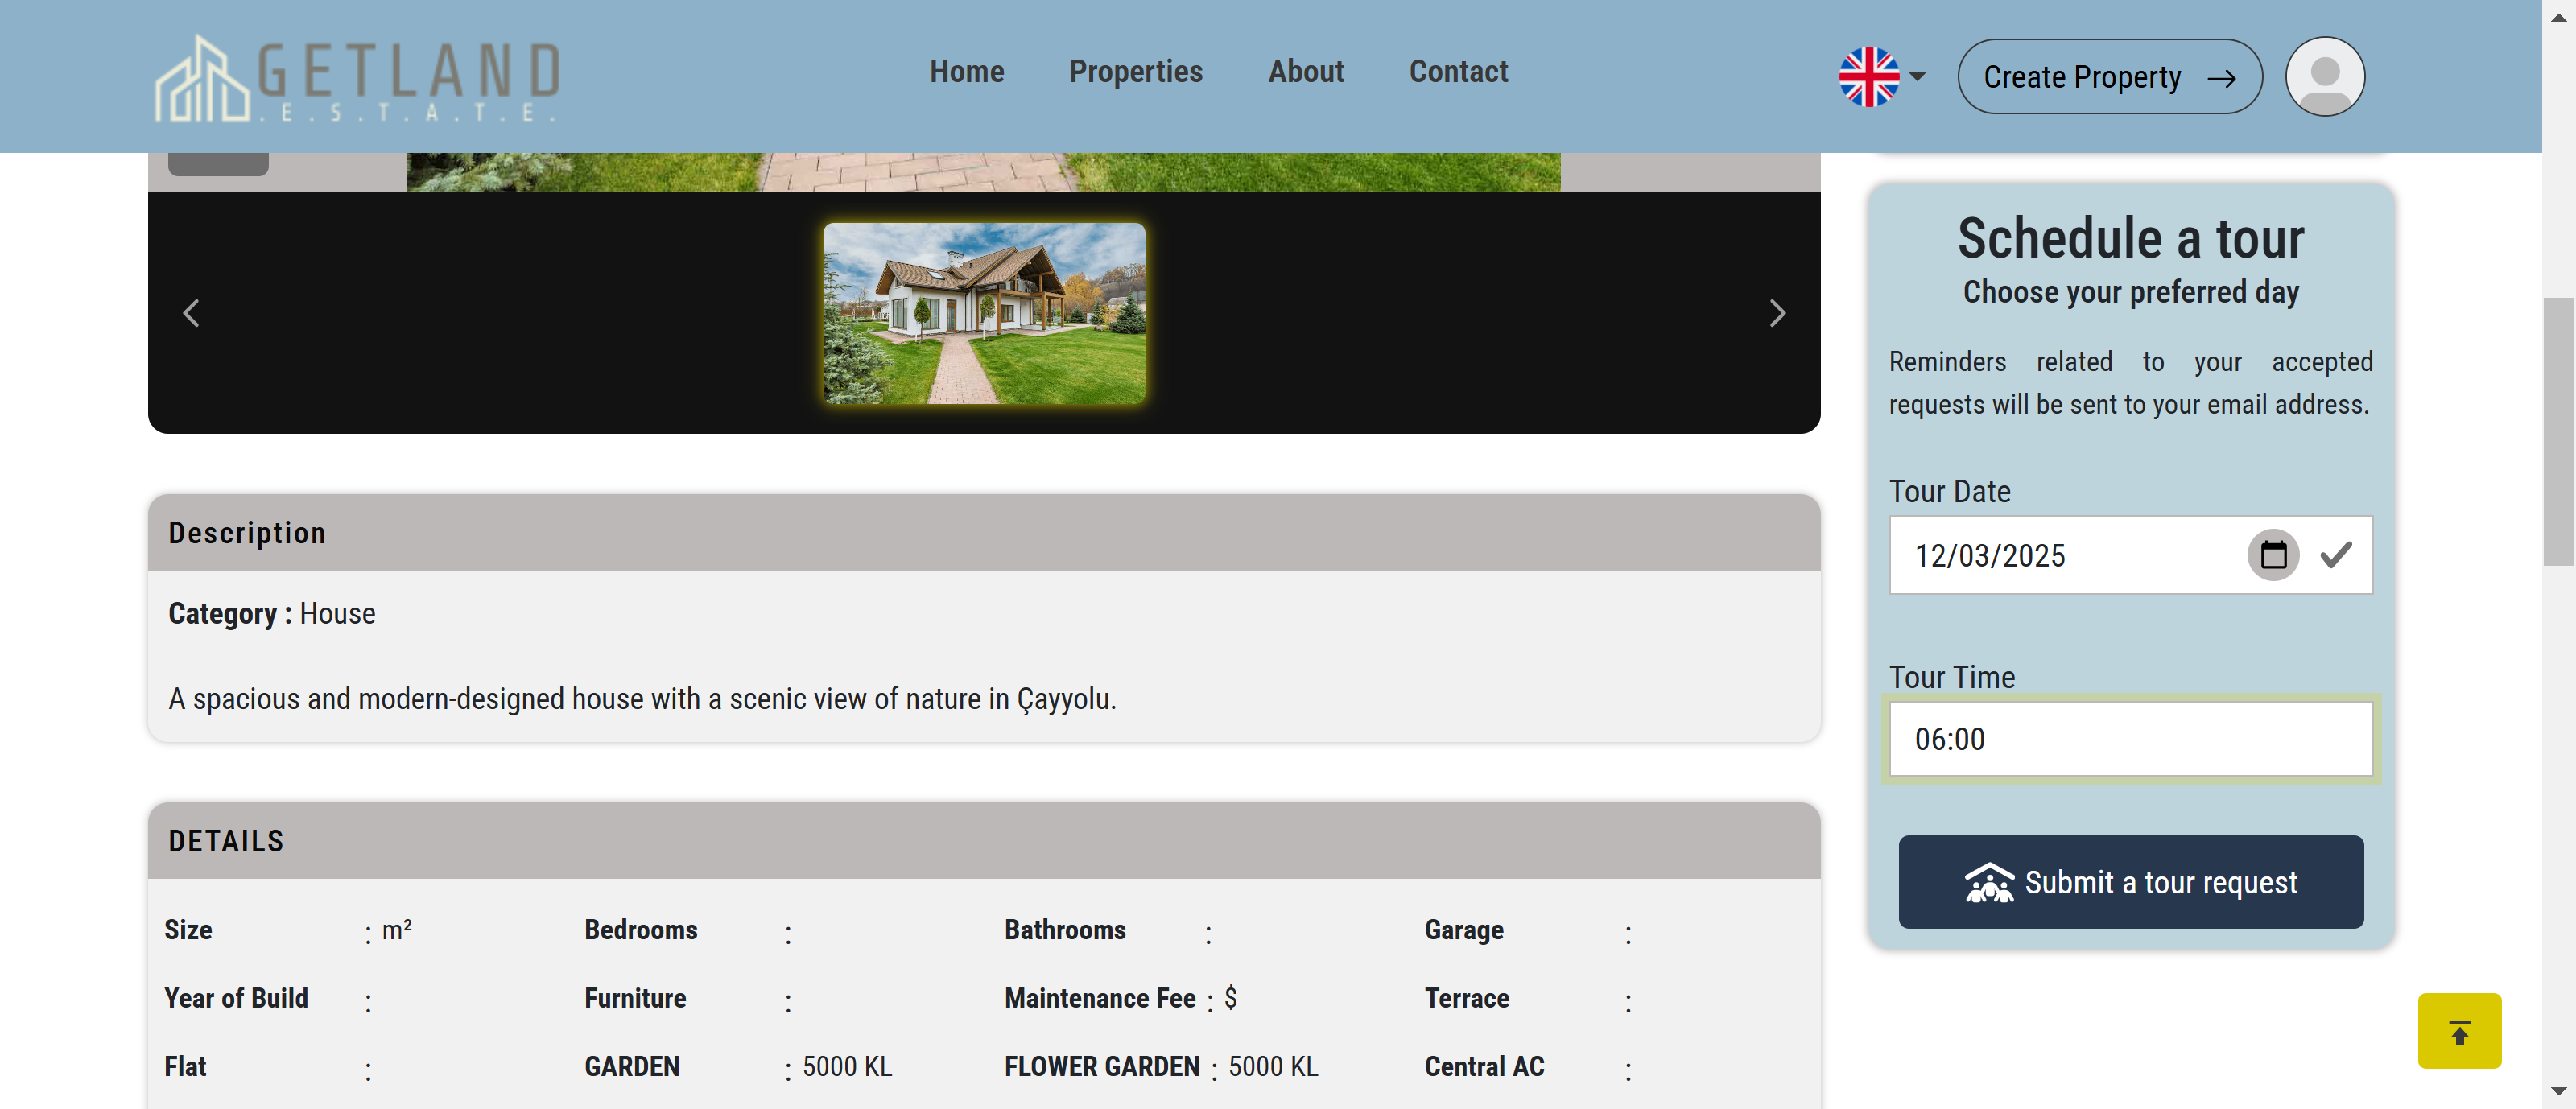 GETLAND
.E.S.T.A.T.E.
Home Properties About Contact
Create Property
Schedule a tour
Choose your preferred day
Reminders related to your accepted
requests will be sent to your email address.
Tour Date
12/03/2025
Tour Time
06:00
Submit a tour request
Description
Category : House
A spacious and modern-designed house with a scenic view of nature in Çayyolu.
DETAILS
Size : m²
Bedrooms :
Bathrooms :
Garage :
Year of Build :
Furniture :
Maintenance Fee : $
Terrace :
Flat :
GARDEN : 5000 KL
FLOWER GARDEN : 5000 KL
Central AC :